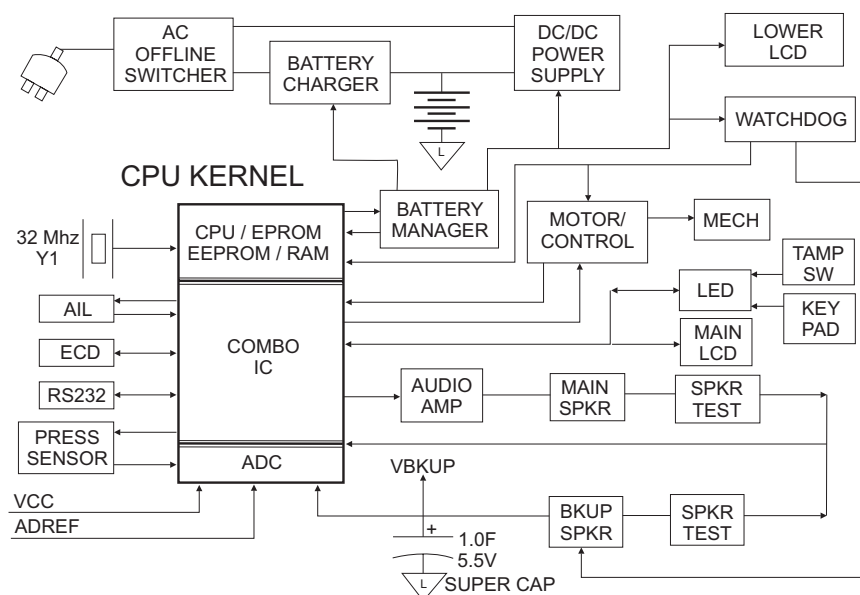 AC
OFFLINE
SWITCHER
BATTERY
CHARGER
DC/DC
POWER
SUPPLY
LOWER
LCD
L
WATCHDOG
CPU KERNEL
32 Mhz
Y1
CPU / EPROM
EEPROM / RAM
BATTERY
MANAGER
MOTOR/
CONTROL
MECH
TAMP
SW
LED
KEY
PAD
AIL
ECD
RS232
PRESS
SENSOR
COMBO
IC
MAIN
LCD
AUDIO
AMP
MAIN
SPKR
SPKR
TEST
ADC
VCC
ADREF
VBKUP
+
1.0F
5.5V
L
SUPER CAP
BKUP
SPKR
SPKR
TEST